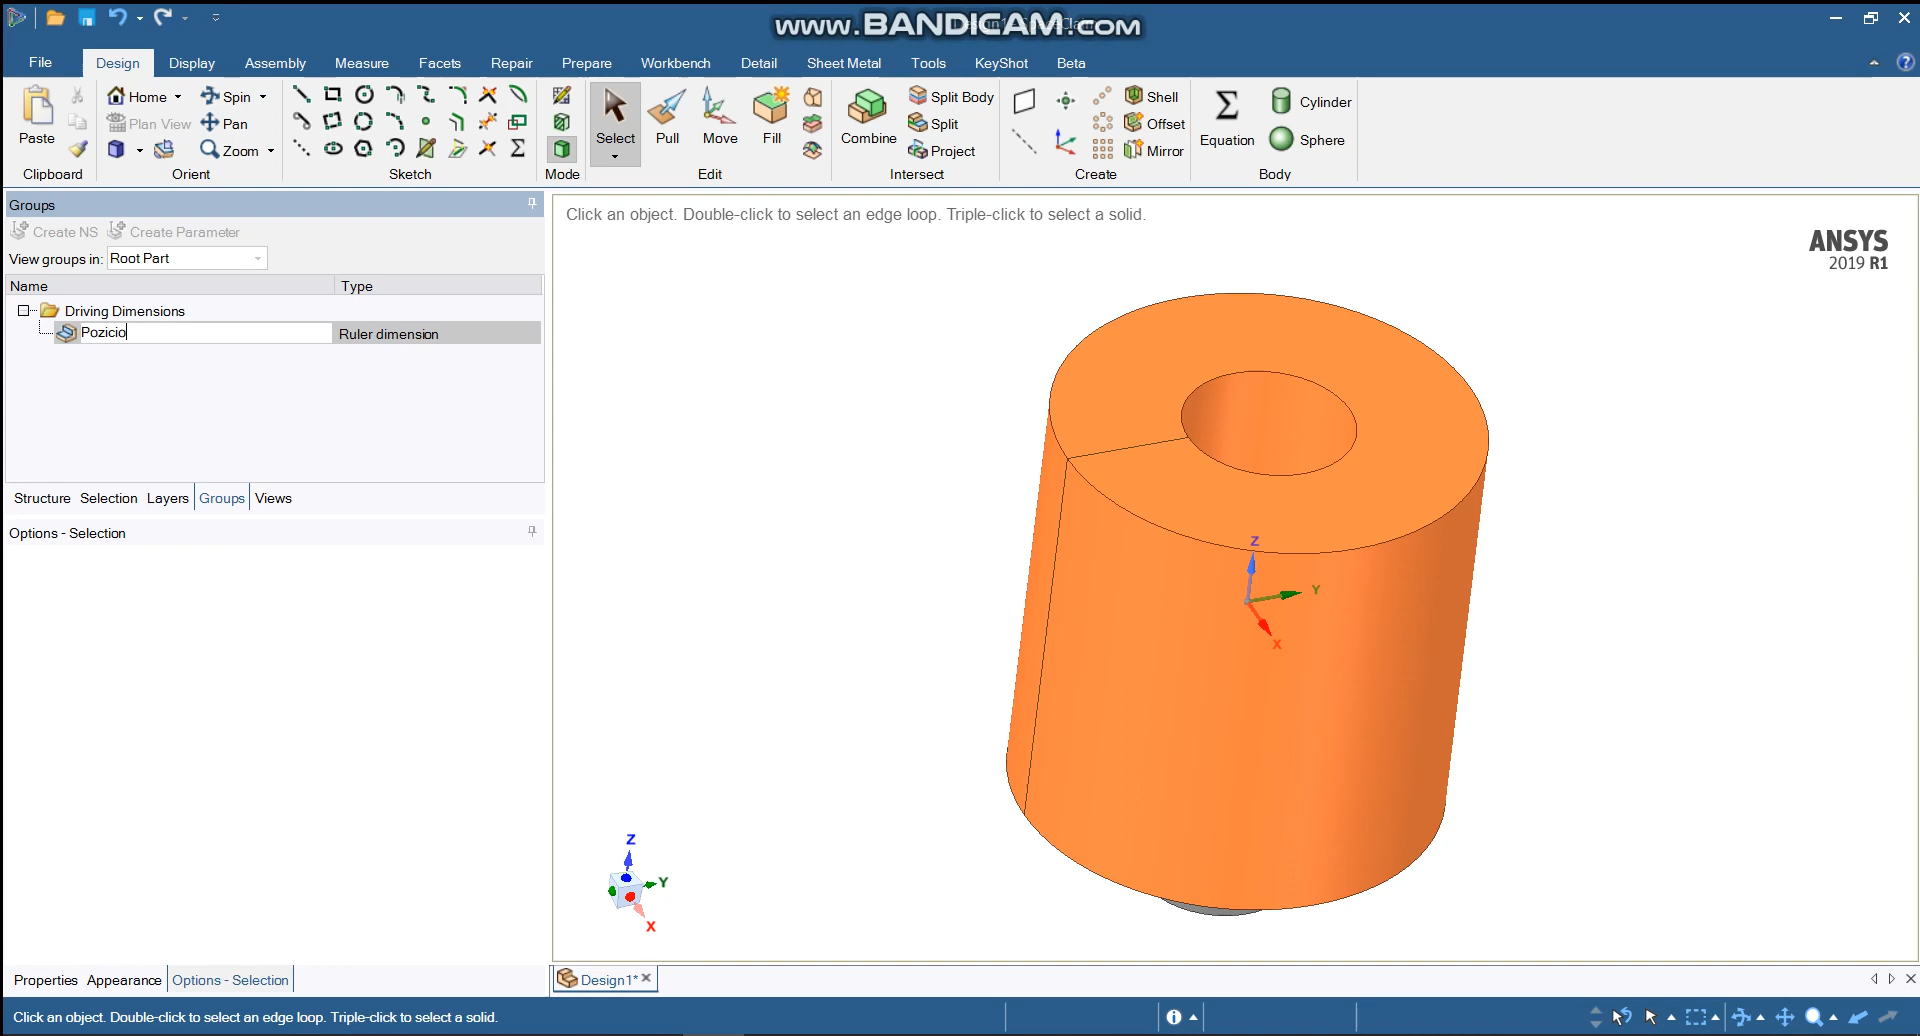 www.BANDICAM.com
File
Design
Display
Assembly
Measure
Facets
Repair
Prepare
Workbench
Detail
Sheet Metal
Tools
KeyShot
Beta
Paste
Clipboard
Home
Spin
Plan View
Pan
Zoom
Orient
Sketch
Mode
Select
Pull
Move
Fill
Edit
Combine
Split Body
Split
Project
Intersect
Shell
Offset
Mirror
Create
Equation
Cylinder
Sphere
Body
Groups
Create NS
Create Parameter
View groups in:
Root Part
Name
Type
Driving Dimensions
Pozicio
Ruler dimension
Structure
Selection
Layers
Groups
Views
Options - Selection
Click an object. Double-click to select an edge loop. Triple-click to select a solid.
ANSYS
2019 R1
Z
Y
X
Z
Y
X
Properties
Appearance
Options - Selection
Design1*
Click an object. Double-click to select an edge loop. Triple-click to select a solid.